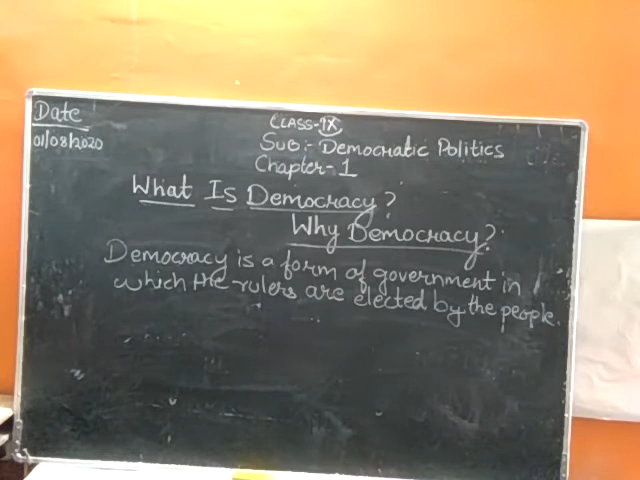 Date
01/08/2020
CLASS-IX
SUB:- Democratic Politics
Chapter-1
What Is Democracy?
Why Democracy?
Democracy is a form of government in
which the rulers are elected by the people.